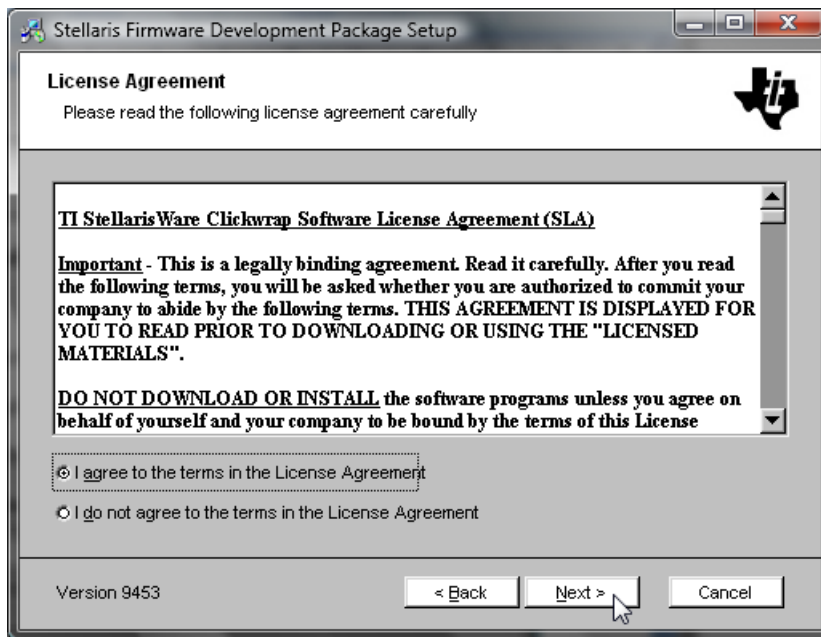 Stellaris Firmware Development Package Setup
License Agreement
Please read the following license agreement carefully
TI StellarisWare Clickwrap Software License Agreement (SLA)
Important - This is a legally binding agreement. Read it carefully. After you read
the following terms, you will be asked whether you are authorized to commit your
company to abide by the following terms. THIS AGREEMENT IS DISPLAYED FOR
YOU TO READ PRIOR TO DOWNLOADING OR USING THE "LICENSED
MATERIALS".
DO NOT DOWNLOAD OR INSTALL the software programs unless you agree on
behalf of yourself and your company to be bound by the terms of this License
I agree to the terms in the License Agreement
I do not agree to the terms in the License Agreement
Version 9453
< Back
Next >
Cancel